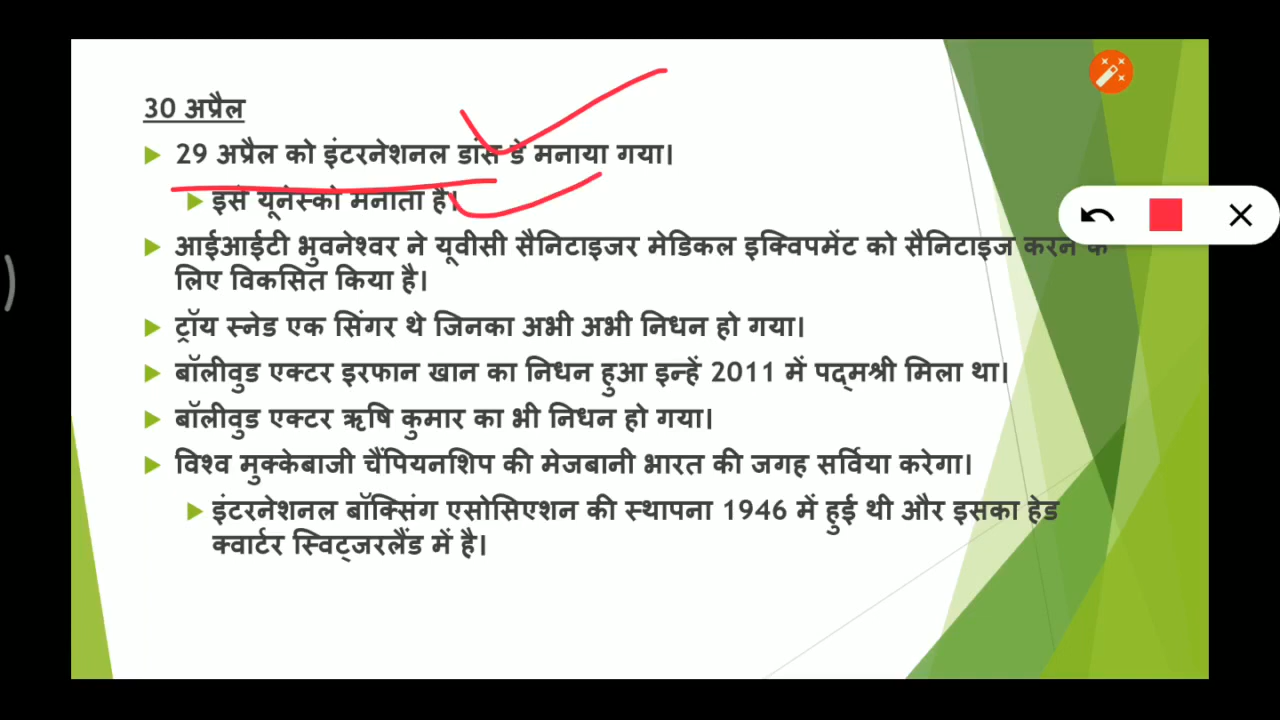 30 अप्रैल
29 अप्रैल को इंटरनेशनल डांस डे मनाया गया।
इसे यूनेस्को मनाता है।
आईआईटी भुवनेश्वर ने यूवीसी सैनिटाइजर मेडिकल इक्विपमेंट को सैनिटाइज करने के
लिए विकसित किया है।
ट्रॉय स्नेड एक सिंगर थे जिनका अभी अभी निधन हो गया।
बॉलीवुड एक्टर इरफान खान का निधन हुआ इन्हें 2011 में पद्मश्री मिला था।
बॉलीवुड एक्टर ऋषि कुमार का भी निधन हो गया।
विश्व मुक्केबाजी चैंपियनशिप की मेजबानी भारत की जगह सर्विया करेगा।
इंटरनेशनल बॉक्सिंग एसोसिएशन की स्थापना 1946 में हुई थी और इसका हेड
क्वार्टर स्विट्जरलैंड में है।